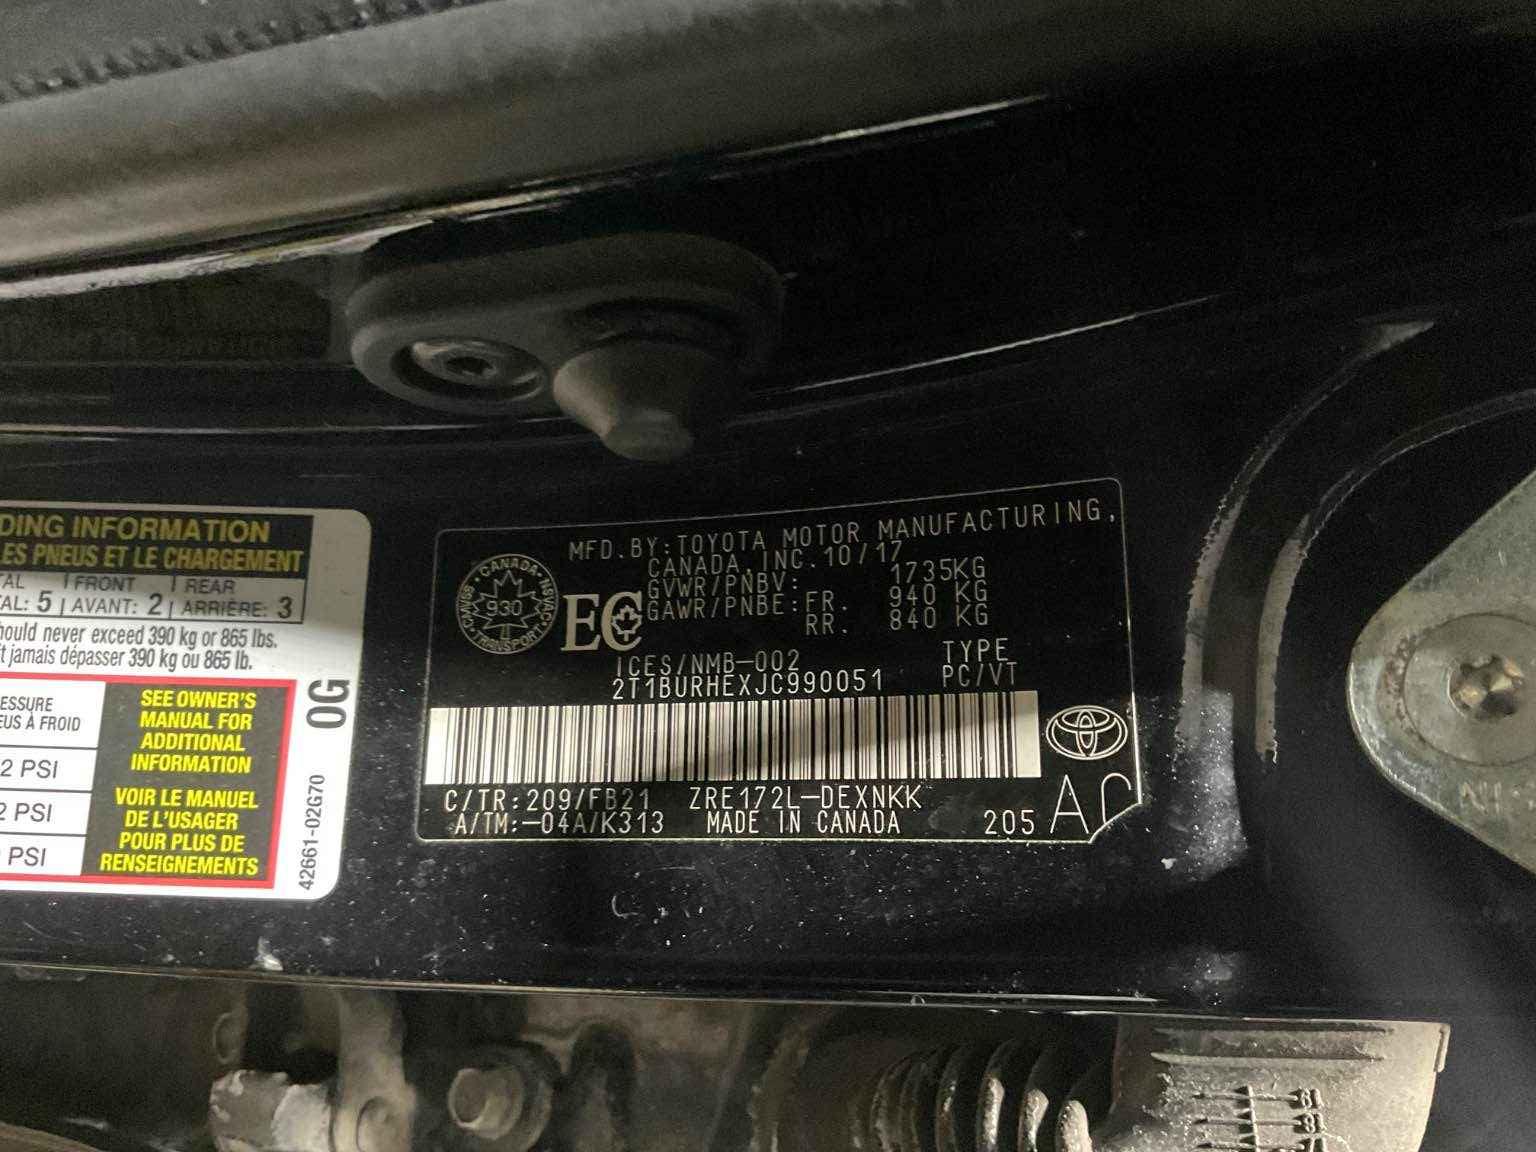 DING INFORMATION
LES PNEUS ET LE CHARGEMENT
FRONT REAR
AL: 5 AVANT: 2 ARRIÈRE: 3
hould never exceed 390 kg or 865 lbs.
t jamais dépasser 390 kg ou 865 lb.
ESSURE
EUS À FROID
2 PSI
2 PSI
PSI
SEE OWNER'S
MANUAL FOR
ADDITIONAL
INFORMATION
VOIR LE MANUEL
DE L'USAGER
POUR PLUS DE
RENSEIGNEMENTS
0G
42661-02G70
MFD.BY:TOYOTA MOTOR MANUFACTURING,
CANADA, INC. 10/17
GVWR/PNBV: 1735KG
GAWR/PNBE: FR. 940 KG
RR. 840 KG
CANADA
930
TRANSPORT
NSVAC
CMVSS
EC
ICES/NMB-002 TYPE
2T1BURHEXJC990051 PC/VT
C/TR:209/FB21 ZRE172L-DEXNKK
A/TM:-04A/K313 MADE IN CANADA 205